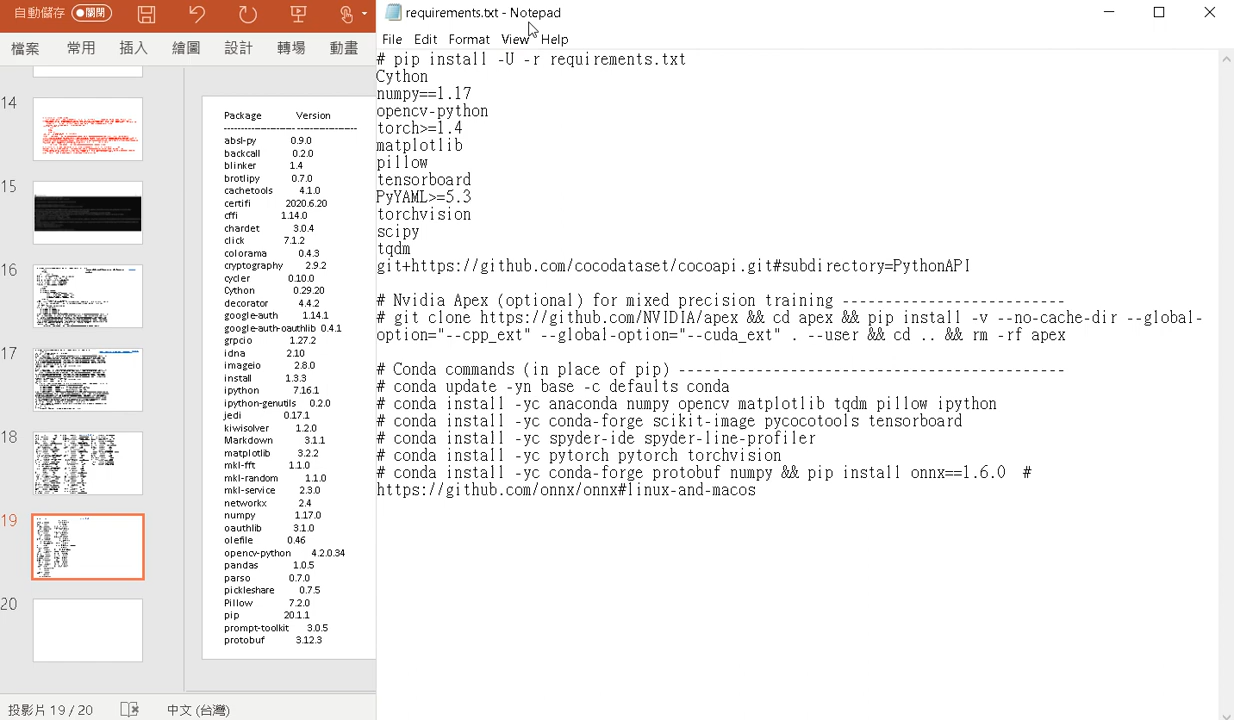 自動儲存 關閉
檔案 常用 插入 繪圖 設計 轉場 動畫
14
15
16
17
18
19
20
Package Version
------------------------ ---------------------
absl-py 0.9.0
backcall 0.2.0
blinker 1.4
brotlipy 0.7.0
cachetools 4.1.0
certifi 2020.6.20
cffi 1.14.0
chardet 3.0.4
click 7.1.2
colorama 0.4.3
cryptography 2.9.2
cycler 0.10.0
Cython 0.29.20
decorator 4.4.2
google-auth 1.14.1
google-auth-oauthlib 0.4.1
grpcio 1.27.2
idna 2.10
imageio 2.8.0
install 1.3.3
ipython 7.16.1
ipython-genutils 0.2.0
jedi 0.17.1
kiwisolver 1.2.0
Markdown 3.1.1
matplotlib 3.2.2
mkl-fft 1.1.0
mkl-random 1.1.0
mkl-service 2.3.0
networkx 2.4
numpy 1.17.0
oauthlib 3.1.0
olefile 0.46
opencv-python 4.2.0.34
pandas 1.0.5
parso 0.7.0
pickleshare 0.7.5
Pillow 7.2.0
pip 20.1.1
prompt-toolkit 3.0.5
protobuf 3.12.3
投影片 19 / 20 中文 (台灣)
requirements.txt - Notepad
File Edit Format View Help
# pip install -U -r requirements.txt
Cython
numpy==1.17
opencv-python
torch>=1.4
matplotlib
pillow
tensorboard
PyYAML>=5.3
torchvision
scipy
tqdm
git+https://github.com/cocodataset/cocoapi.git#subdirectory=PythonAPI
# Nvidia Apex (optional) for mixed precision training --------------------------
# git clone https://github.com/NVIDIA/apex && cd apex && pip install -v --no-cache-dir --global-
option="--cpp_ext" --global-option="--cuda_ext" . --user && cd .. && rm -rf apex
# Conda commands (in place of pip) ---------------------------------------------
# conda update -yn base -c defaults conda
# conda install -yc anaconda numpy opencv matplotlib tqdm pillow ipython
# conda install -yc conda-forge scikit-image pycocotools tensorboard
# conda install -yc spyder-ide spyder-line-profiler
# conda install -yc pytorch pytorch torchvision
# conda install -yc conda-forge protobuf numpy && pip install onnx==1.6.0 #
https://github.com/onnx/onnx#linux-and-macos